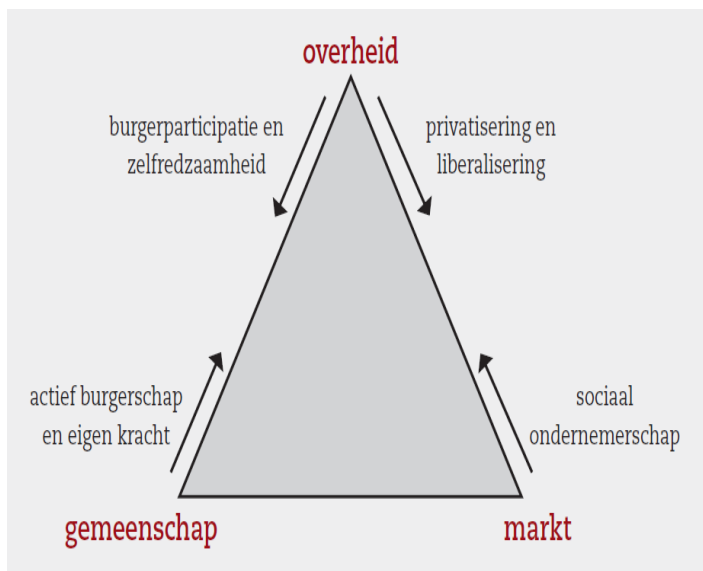 overheid
burgerparticipatie en
zelfredzaamheid
privatisering en
liberalisering
actief burgerschap
en eigen kracht
sociaal
ondernemerschap
gemeenschap
markt